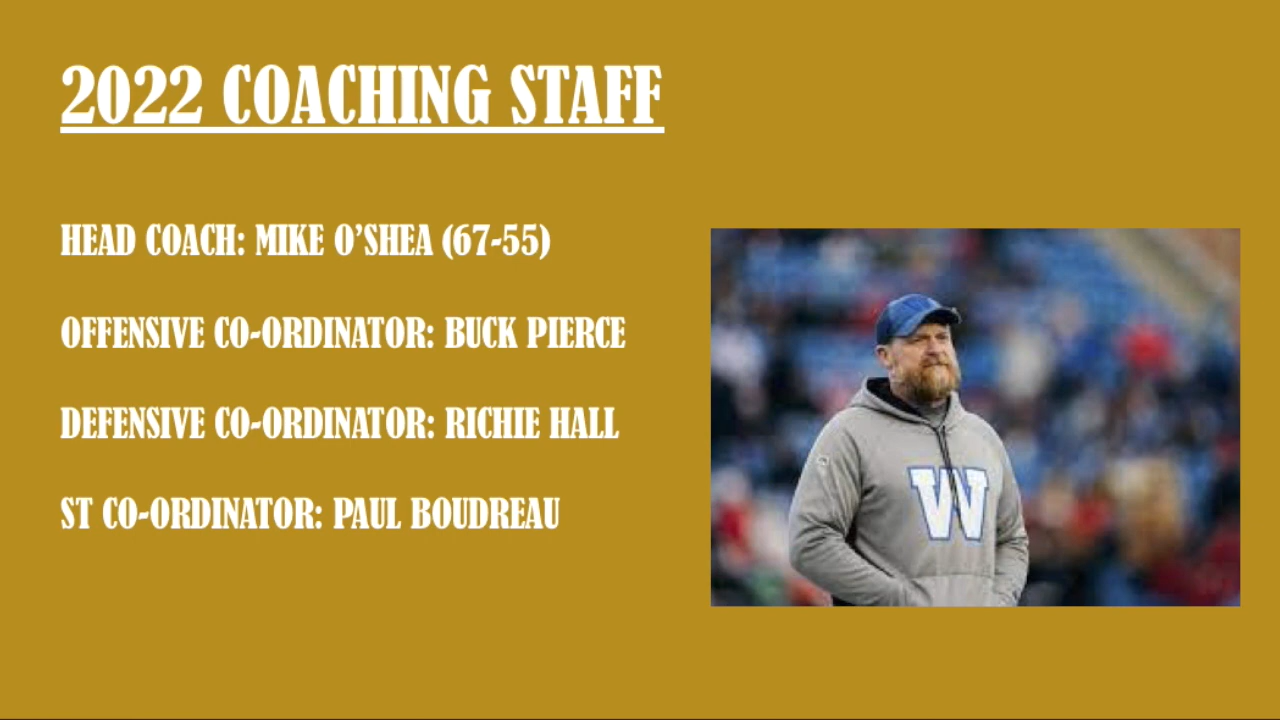 2022 COACHING STAFF
HEAD COACH: MIKE O'SHEA (67-55)
OFFENSIVE CO-ORDINATOR: BUCK PIERCE
DEFENSIVE CO-ORDINATOR: RICHIE HALL
ST CO-ORDINATOR: PAUL BOUDREAU
W